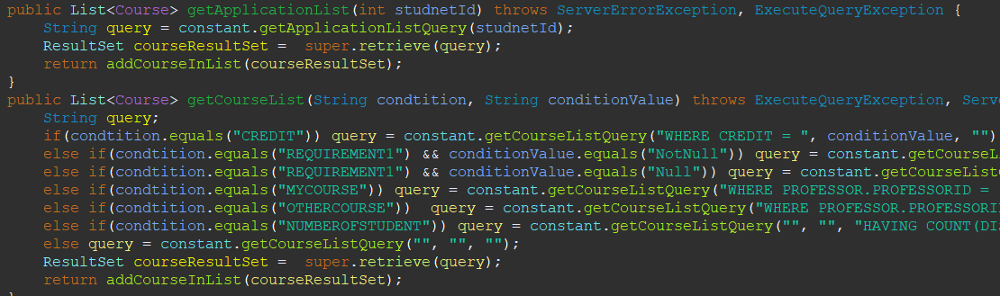 public List<Course> getApplicationList(int studnetId) throws ServerErrorException, ExecuteQueryException {
String query = constant.getApplicationListQuery(studnetId);
ResultSet courseResultSet =  super.retrieve(query);
return addCourseInList(courseResultSet);
}
public List<Course> getCourseList(String condtition, String conditionValue) throws ExecuteQueryException, Serv
String query;
if(condtition.equals("CREDIT")) query = constant.getCourseListQuery("WHERE CREDIT = ", conditionValue, "")
else if(condtition.equals("REQUIREMENT1") && conditionValue.equals("NotNull")) query = constant.getCourseL
else if(condtition.equals("REQUIREMENT1") && conditionValue.equals("Null")) query = constant.getCourseList
else if(condtition.equals("MYCOURSE")) query = constant.getCourseListQuery("WHERE PROFESSOR.PROFESSORID =
else if(condtition.equals("OTHERCOURSE"))  query = constant.getCourseListQuery("WHERE PROFESSOR.PROFESSORI
else if(condtition.equals("NUMBEROFSTUDENT")) query = constant.getCourseListQuery("", "", "HAVING COUNT(DIS
else query = constant.getCourseListQuery("", "", "");
ResultSet courseResultSet =  super.retrieve(query);
return addCourseInList(courseResultSet);
}